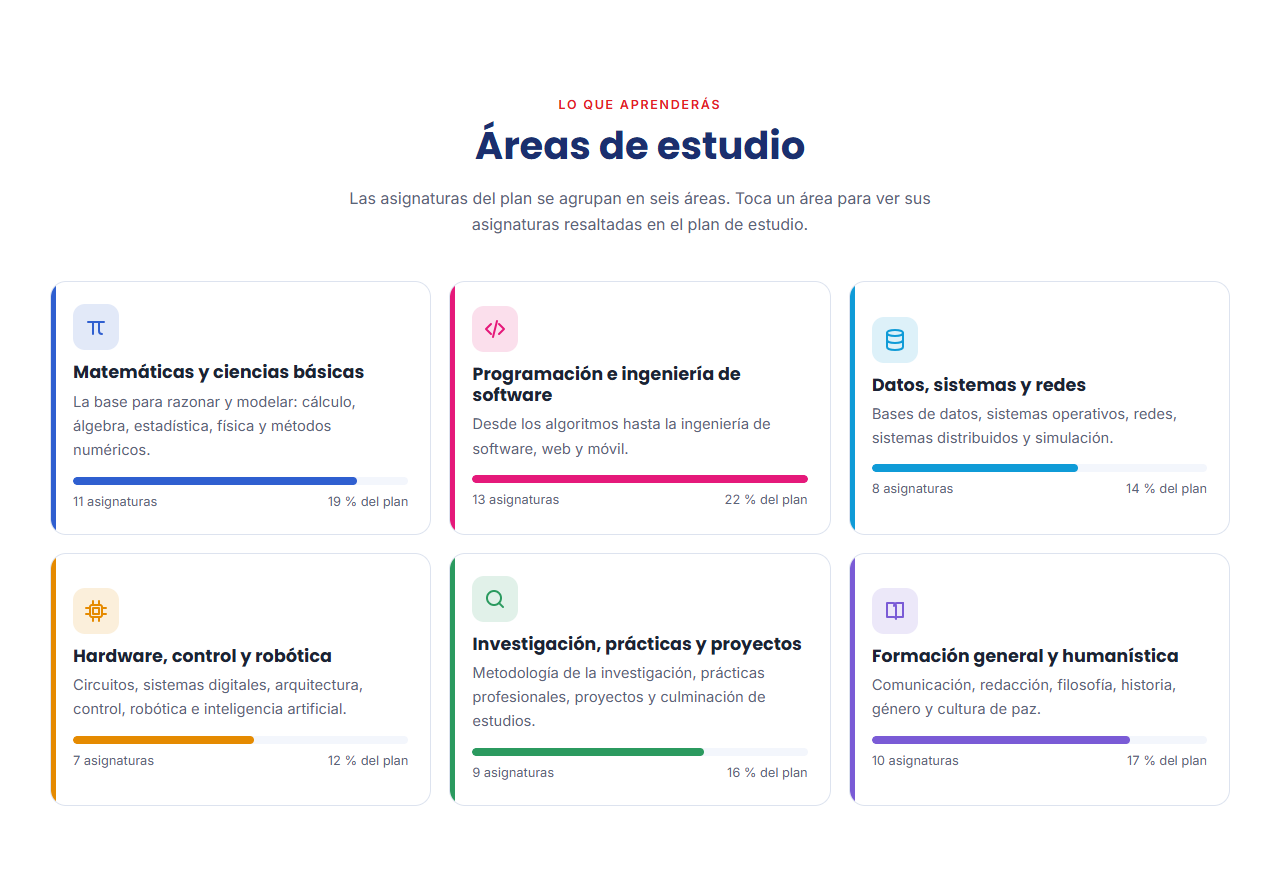 LO QUE APRENDERÁS
Áreas de estudio
Las asignaturas del plan se agrupan en seis áreas. Toca un área para ver sus
asignaturas resaltadas en el plan de estudio.
π
Matemáticas y ciencias básicas
La base para razonar y modelar: cálculo,
álgebra, estadística, física y métodos
numéricos.
11 asignaturas
19 % del plan
</>
Programación e ingeniería de
software
Desde los algoritmos hasta la ingeniería de
software, web y móvil.
13 asignaturas
22 % del plan
Datos, sistemas y redes
Bases de datos, sistemas operativos, redes,
sistemas distribuidos y simulación.
8 asignaturas
14 % del plan
Hardware, control y robótica
Circuitos, sistemas digitales, arquitectura,
control, robótica e inteligencia artificial.
7 asignaturas
12 % del plan
Investigación, prácticas y proyectos
Metodología de la investigación, prácticas
profesionales, proyectos y culminación de
estudios.
9 asignaturas
16 % del plan
Formación general y humanística
Comunicación, redacción, filosofía, historia,
género y cultura de paz.
10 asignaturas
17 % del plan